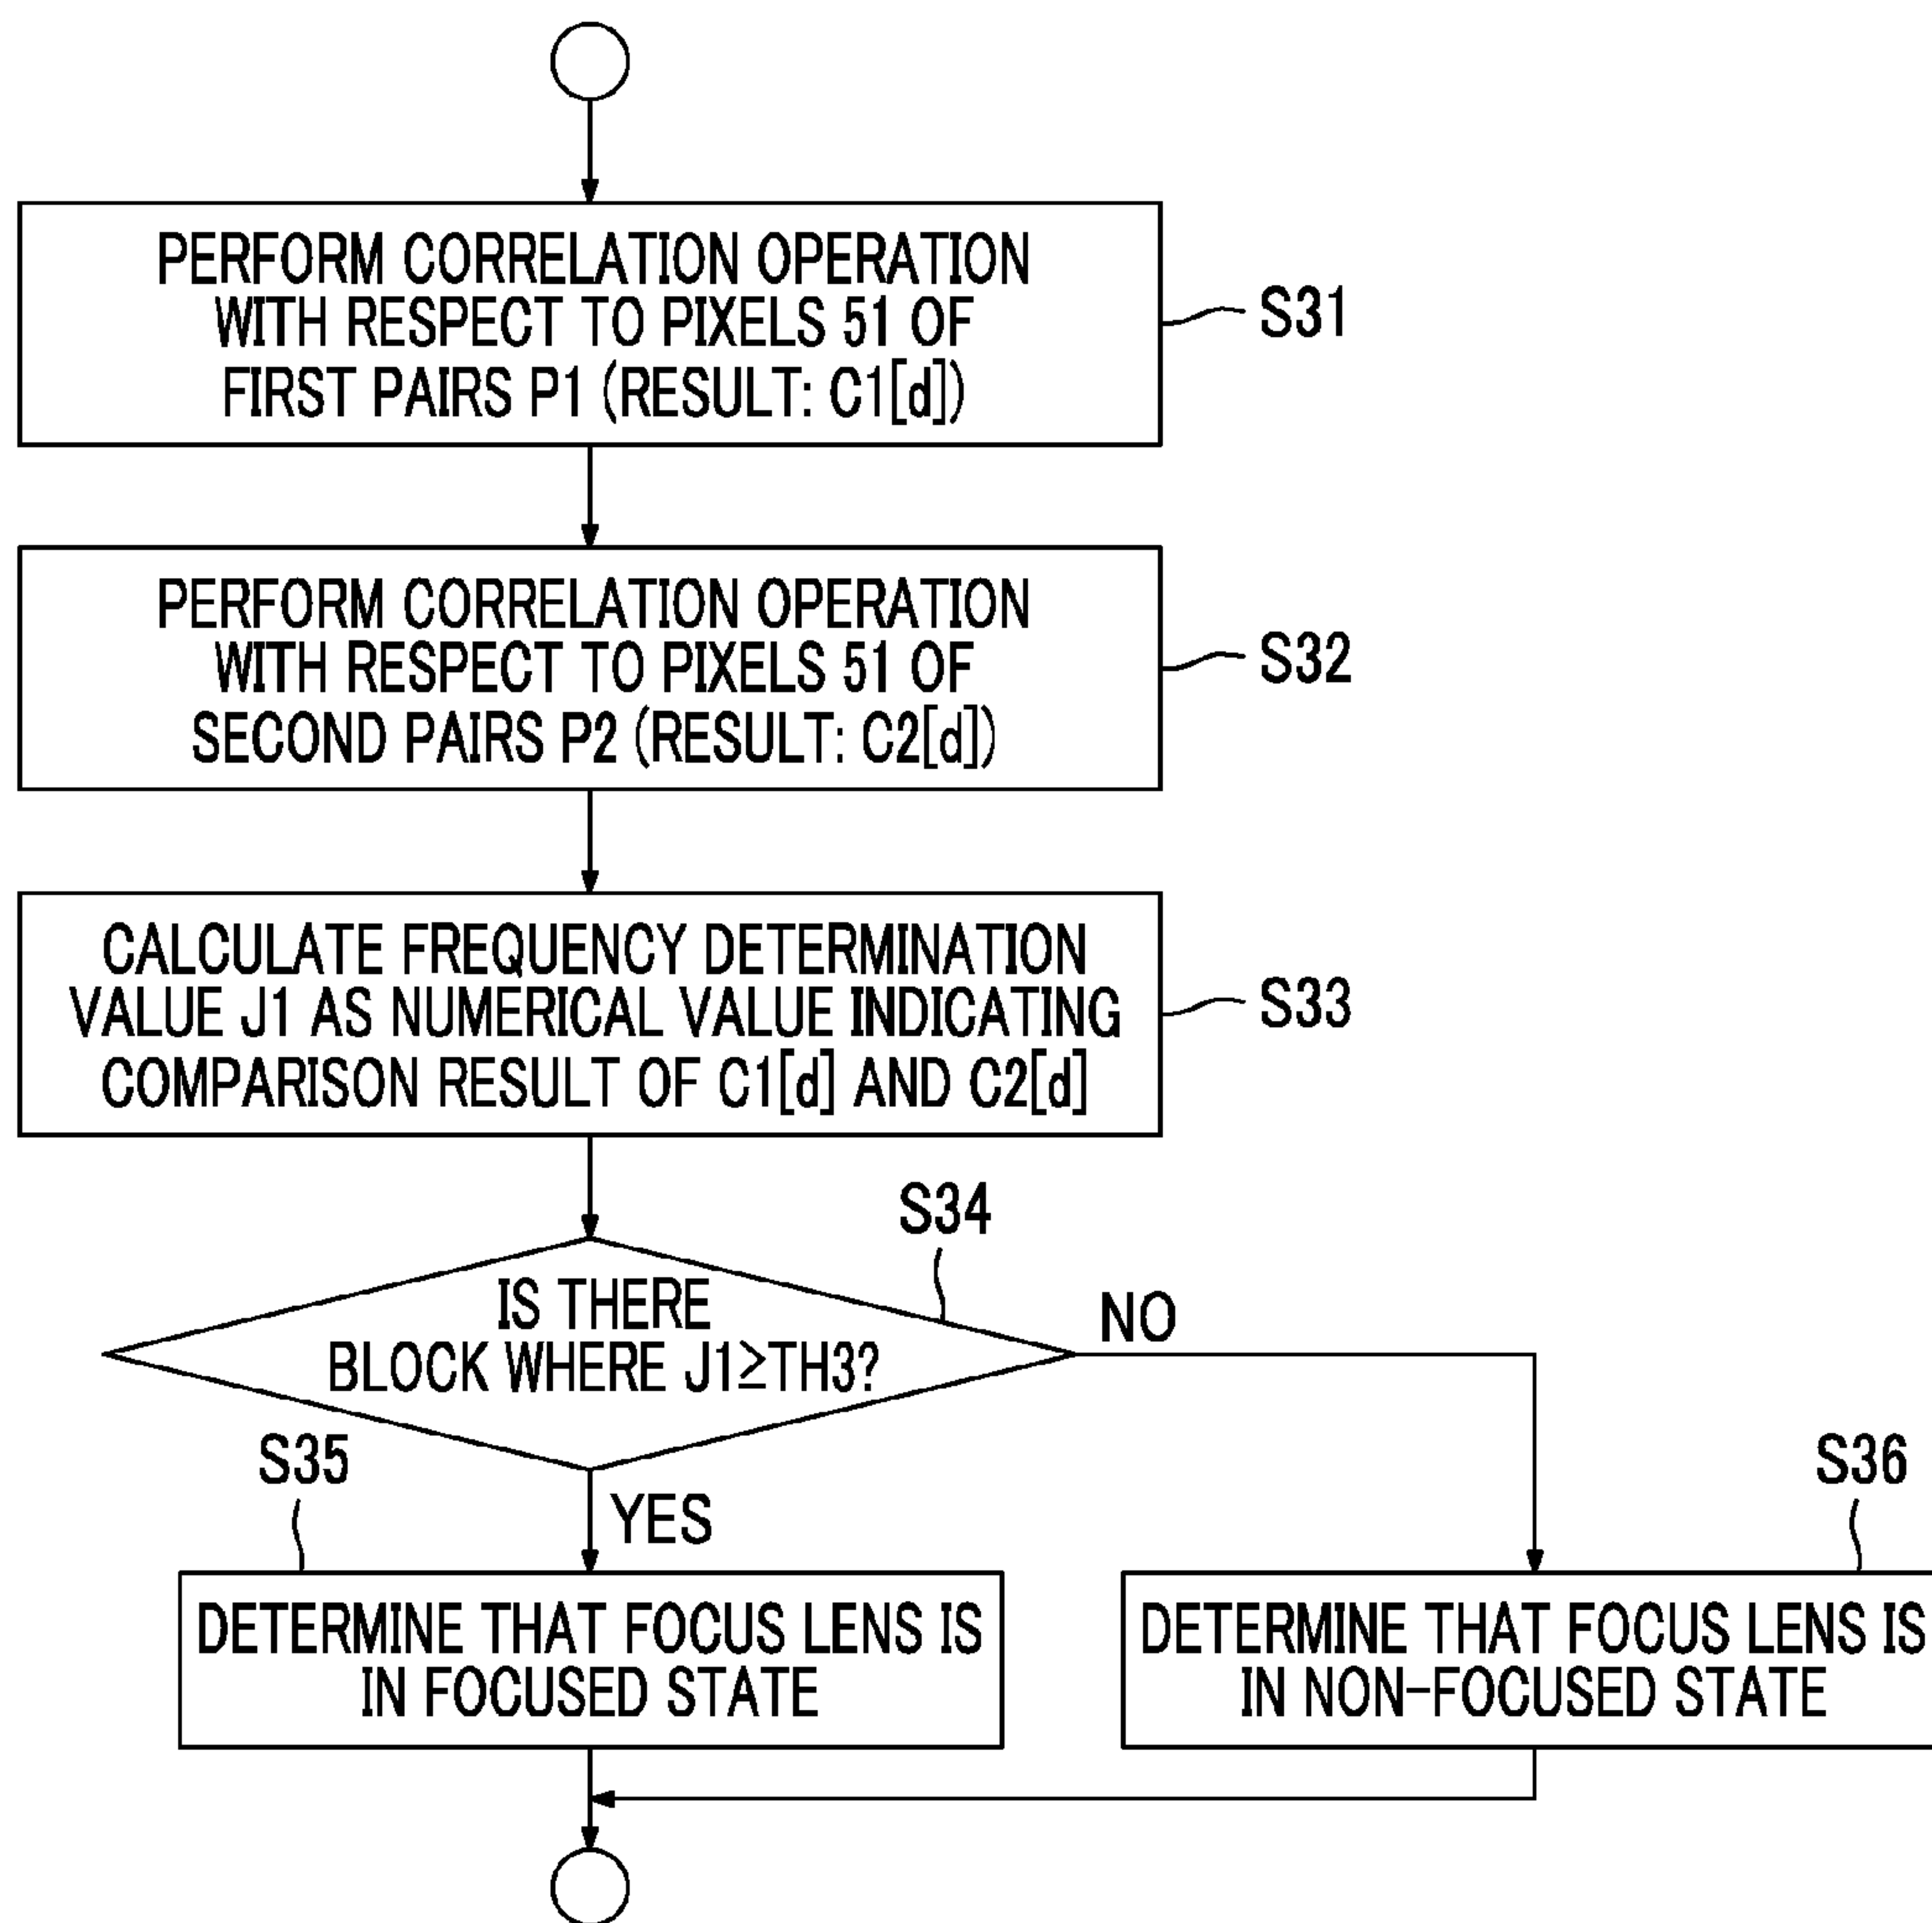 PERFORM CORRELATION OPERATION
WITH RESPECT TO PIXELS 51 OF
FIRST PAIRS P1 (RESULT: C1[d])
S31
PERFORM CORRELATION OPERATION
WITH RESPECT TO PIXELS 51 OF
SECOND PAIRS P2 (RESULT: C2[d])
S32
CALCULATE FREQUENCY DETERMINATION
VALUE J1 AS NUMERICAL VALUE INDICATING
COMPARISON RESULT OF C1[d] AND C2[d]
S33
S34
IS THERE
BLOCK WHERE J1≥TH3?
NO
YES
S35
DETERMINE THAT FOCUS LENS IS
IN FOCUSED STATE
S36
DETERMINE THAT FOCUS LENS IS
IN NON-FOCUSED STATE